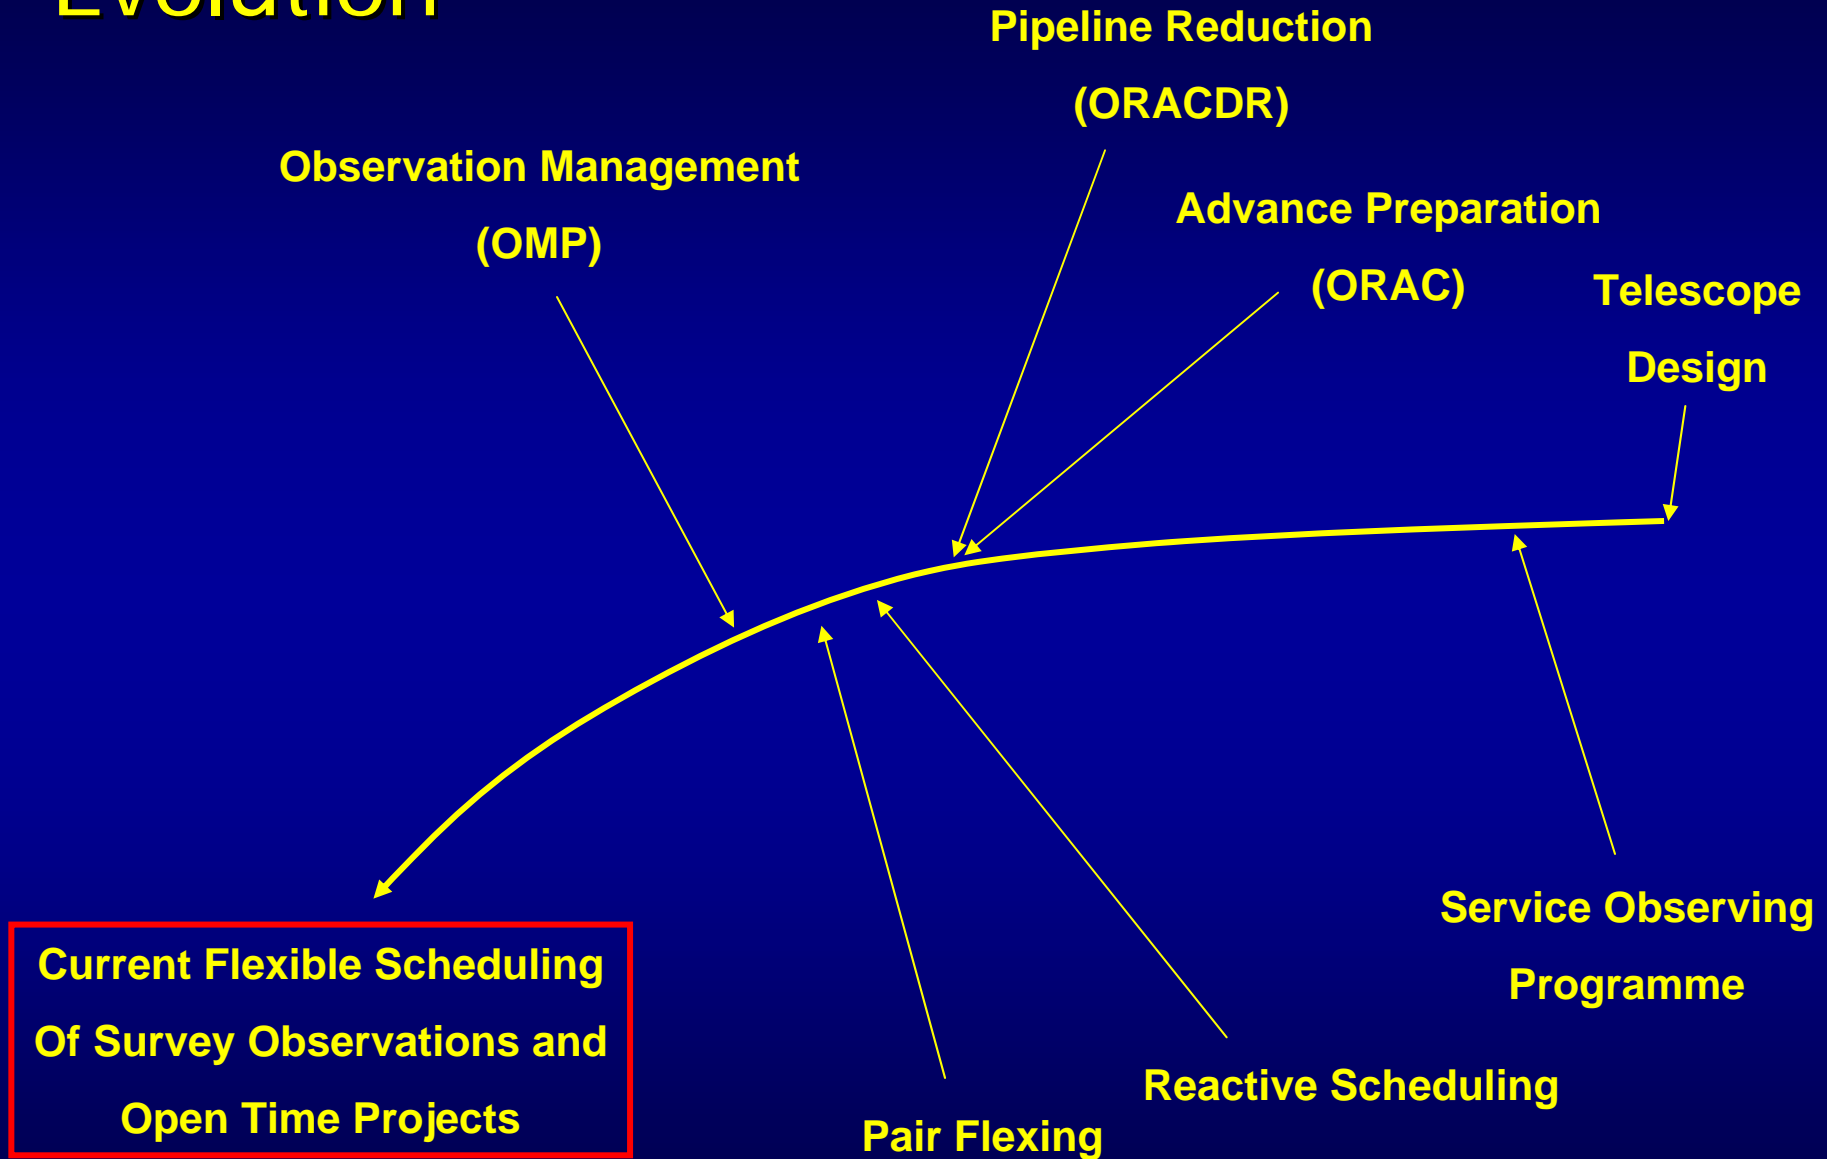 Evolution
Pipeline Reduction
(ORACDR)
Observation Management
(OMP)
Advance Preparation
(ORAC)
Telescope
Design
Service Observing
Programme
Current Flexible Scheduling
Of Survey Observations and
Open Time Projects
Reactive Scheduling
Pair Flexing